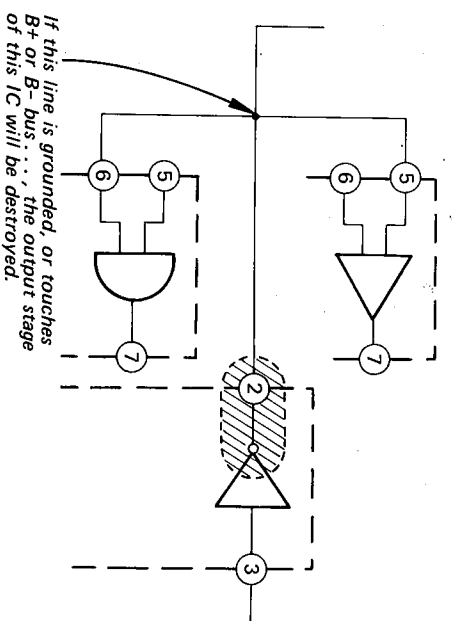 If this line is grounded, or touches
B+ or B- bus . . . , the output stage
of this IC will be destroyed.
5
6
7
6
5
7
2
3